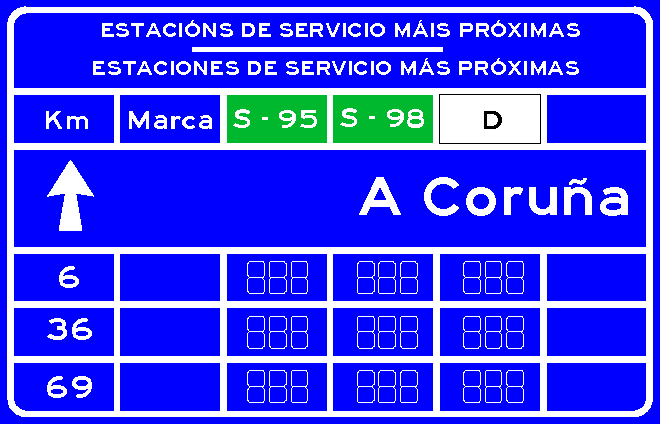 ESTACIÓNS DE SERVICIO MÁIS PRÓXIMAS
ESTACIONES DE SERVICIO MÁS PRÓXIMAS
Km Marca S - 95 S - 98 D
A Coruña
6
36
69